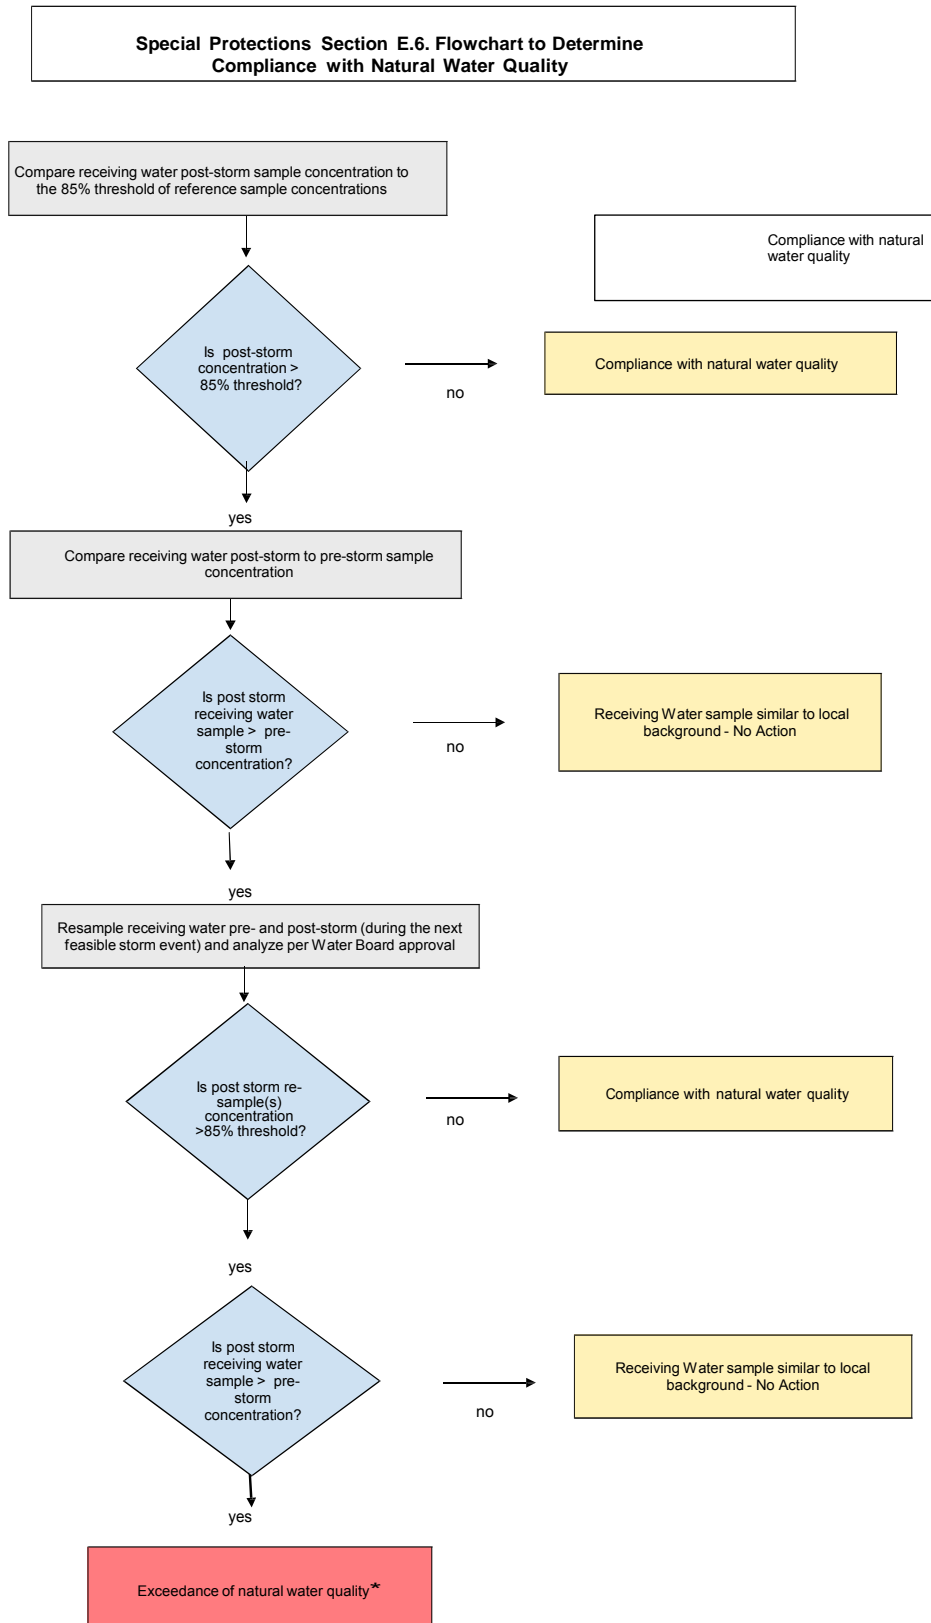 Special Protections Section E.6. Flowchart to Determine
Compliance with Natural Water Quality
Compare receiving water post-storm sample concentration to
the 85% threshold of reference sample concentrations
Compliance with natural
water quality
Is post-storm
concentration >
85% threshold?
no
Compliance with natural water quality
yes
Compare receiving water post-storm to pre-storm sample
concentration
Is post storm
receiving water
sample > pre-
storm
concentration?
no
Receiving Water sample similar to local
background - No Action
yes
Resample receiving water pre- and post-storm (during the next
feasible storm event) and analyze per Water Board approval
Is post storm re-
sample(s)
concentration
>85% threshold?
no
Compliance with natural water quality
yes
Is post storm
receiving water
sample > pre-
storm
concentration?
no
Receiving Water sample similar to local
background - No Action
yes
Exceedance of natural water quality*